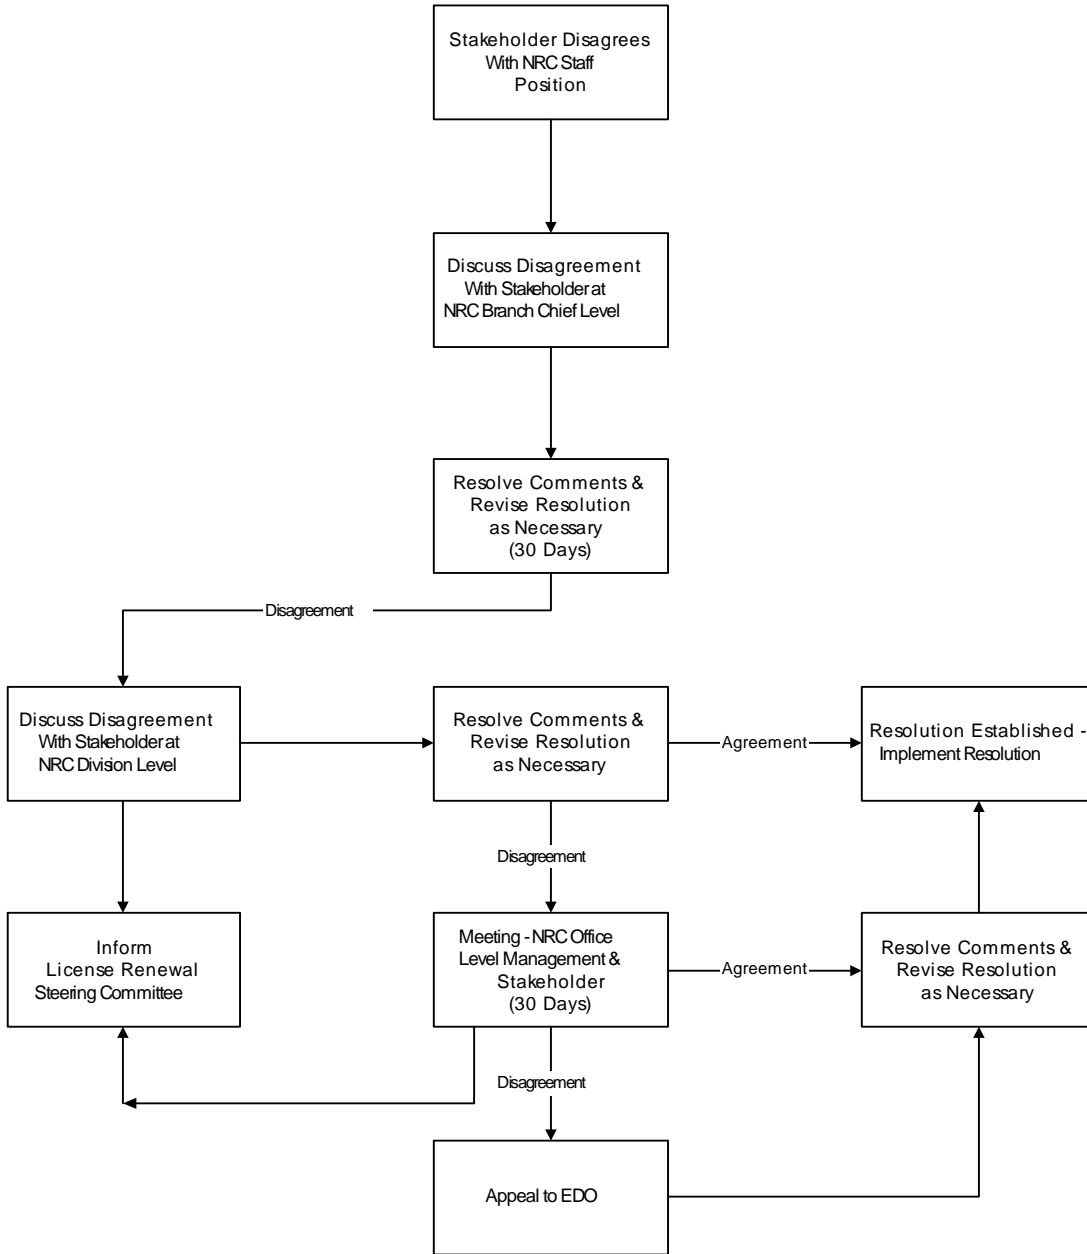 Stakeholder Disagrees
With NRC Staff
Position
Discuss Disagreement
With Stakeholder at
NRC Branch Chief Level
Resolve Comments &
Revise Resolution
as Necessary
(30 Days)
Disagreement
Discuss Disagreement
With Stakeholder at
NRC Division Level
Resolve Comments &
Revise Resolution
as Necessary
Agreement
Resolution Established -
Implement Resolution
Disagreement
Inform
License Renewal
Steering Committee
Meeting - NRC Office
Level Management &
Stakeholder
(30 Days)
Agreement
Resolve Comments &
Revise Resolution
as Necessary
Disagreement
Appeal to EDO